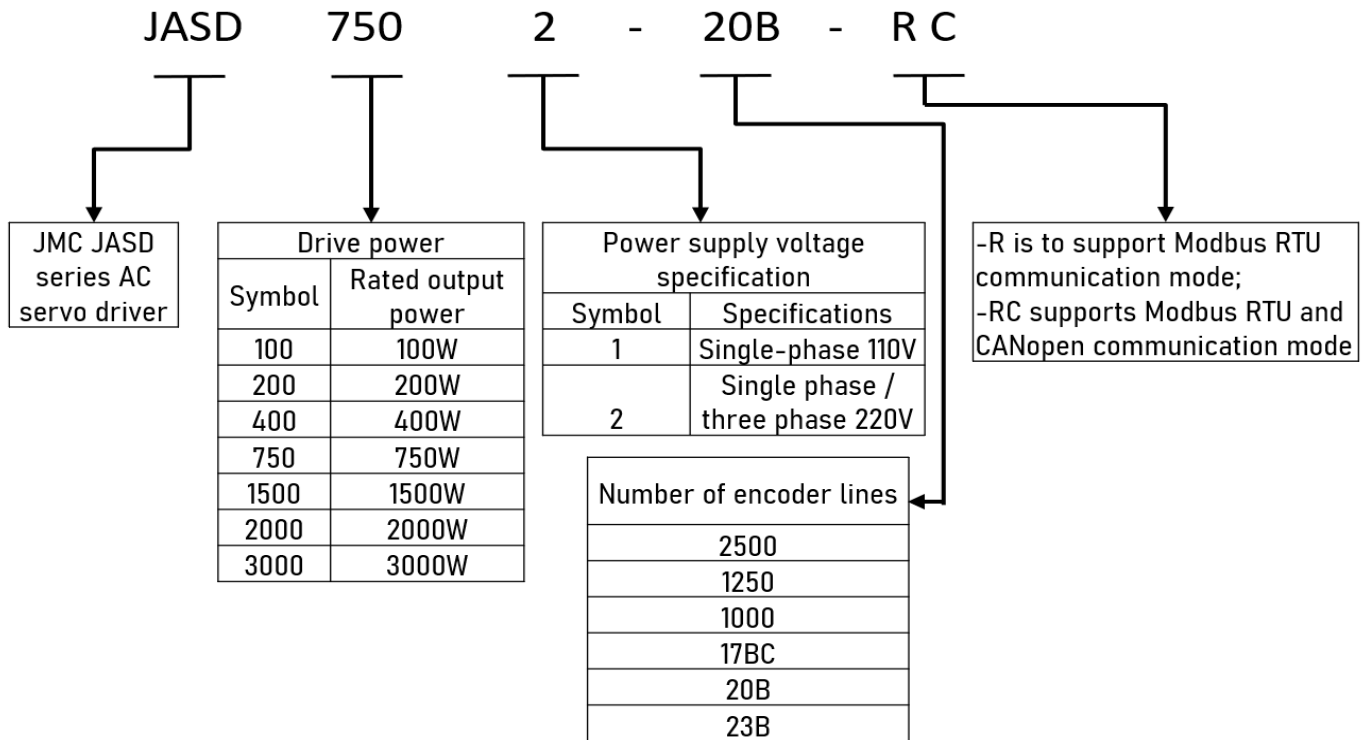 JASD 750 2 - 20B - R C
JMC JASD
series AC
servo driver
Drive power
Symbol
Rated output
power
100 100W
200 200W
400 400W
750 750W
1500 1500W
2000 2000W
3000 3000W
Power supply voltage
specification
Symbol Specifications
1 Single-phase 110V
2
Single phase /
three phase 220V
Number of encoder lines
2500
1250
1000
17BC
20B
23B
-R is to support Modbus RTU
communication mode;
-RC supports Modbus RTU and
CANopen communication mode